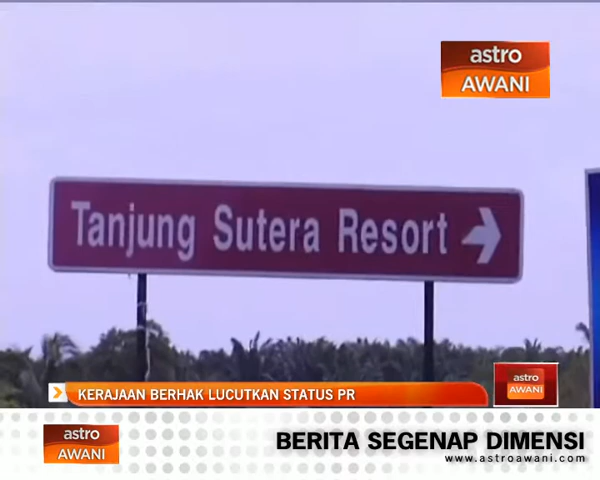 astro
AWANI
Tanjung Sutera Resort
KERAJAAN BERHAK LUCUTKAN STATUS PR
astro
AWANI
astro
AWANI
BERITA SEGENAP DIMENSI
www.astroawani.com